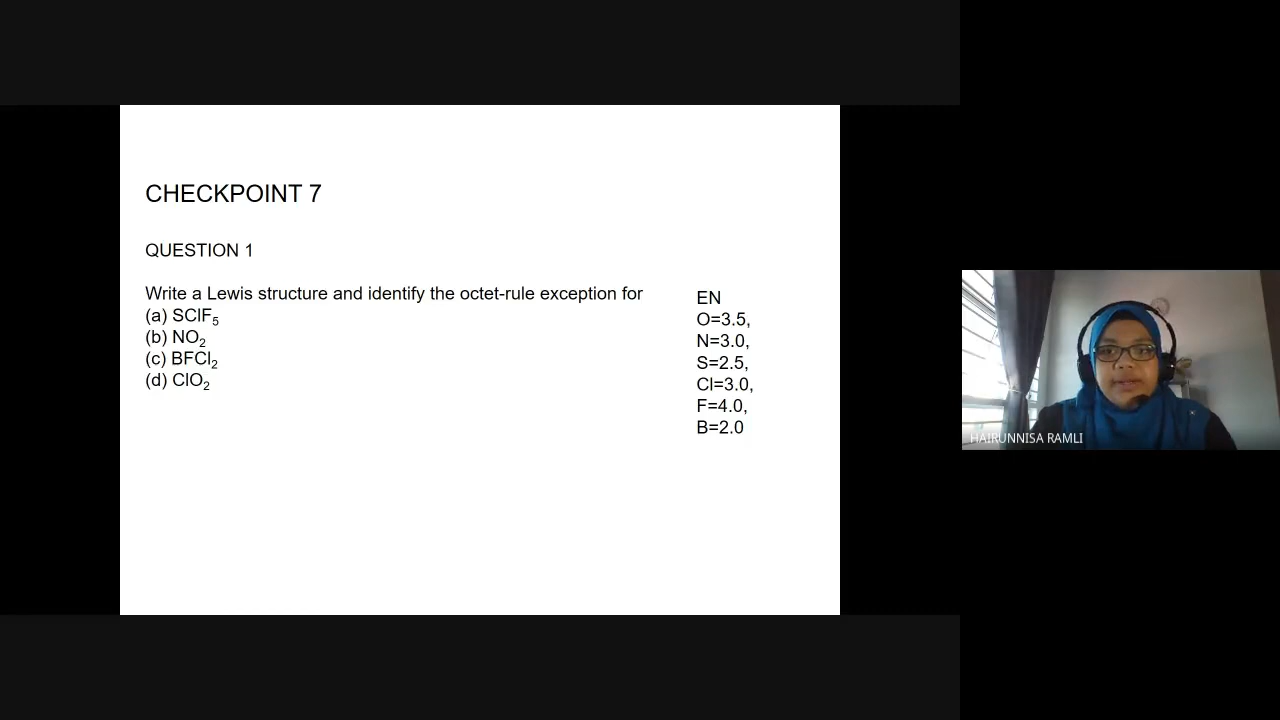 CHECKPOINT 7
QUESTION 1
Write a Lewis structure and identify the octet-rule exception for
(a) SClF₅
(b) NO₂
(c) BFCl₂
(d) ClO₂
EN
O=3.5,
N=3.0,
S=2.5,
Cl=3.0,
F=4.0,
B=2.0
HAIRUNNISA RAMLI